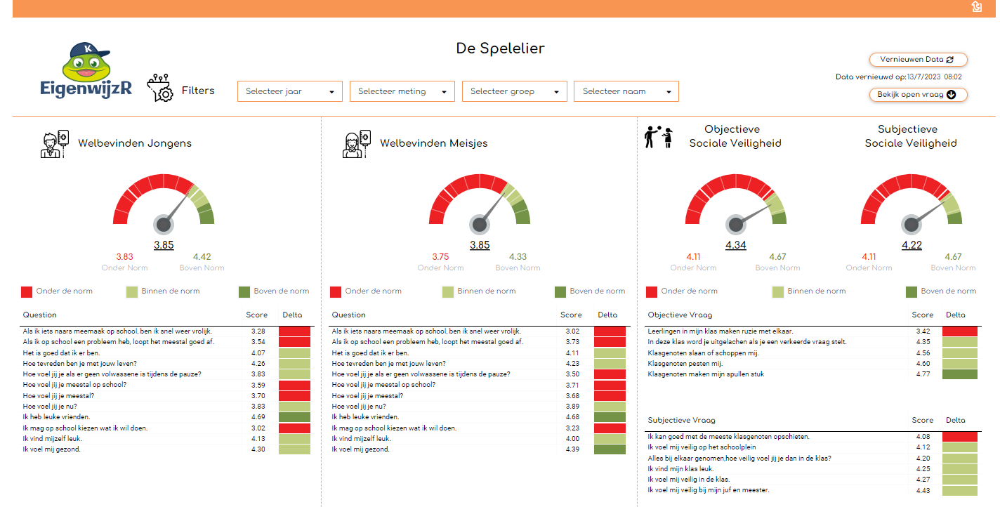 De Spelelier
K
EigenwijzR
Filters
Selecteer jaar
Selecteer meting
Selecteer groep
Selecteer naam
Vernieuwen Data
Data vernieuwd op:13/7/2023 08:02
Bekijk open vraag
Welbevinden Jongens
3.85
3.83 4.42
Onder Norm Boven Norm
Onder de norm Binnen de norm Boven de norm
Question Score Delta
Als ik iets naars meemaak op school, ben ik snel weer vrolijk. 3.28
Als ik op school een probleem heb, loopt het meestal goed af. 3.54
Het is goed dat ik er ben. 4.07
Hoe tevreden ben je met jouw leven? 4.26
Hoe voel jij je als er geen volwassene is tijdens de pauze? 3.83
Hoe voel jij je meestal op school? 3.59
Hoe voel jij je meestal? 3.70
Hoe voel jij je nu? 3.83
Ik heb leuke vrienden. 4.69
Ik mag op school kiezen wat ik wil doen. 3.02
Ik vind mijzelf leuk. 4.13
Ik voel mij gezond. 4.30
Welbevinden Meisjes
3.85
3.75 4.33
Onder Norm Boven Norm
Onder de norm Binnen de norm Boven de norm
Question Score Delta
Als ik iets naars meemaak op school, ben ik snel weer vrolijk. 3.02
Als ik op school een probleem heb, loopt het meestal goed af. 3.73
Het is goed dat ik er ben. 4.11
Hoe tevreden ben je met jouw leven? 4.23
Hoe voel jij je als er geen volwassene is tijdens de pauze? 3.50
Hoe voel jij je meestal op school? 3.71
Hoe voel jij je meestal? 3.68
Hoe voel jij je nu? 3.89
Ik heb leuke vrienden. 4.68
Ik mag op school kiezen wat ik wil doen. 3.23
Ik vind mijzelf leuk. 4.00
Ik voel mij gezond. 4.39
Objectieve
Sociale Veiligheid
4.34
4.11 4.67
Onder Norm Boven Norm
Subjectieve
Sociale Veiligheid
4.22
4.11 4.67
Onder Norm Boven Norm
Onder de norm Binnen de norm Boven de norm
Objectieve Vraag Score Delta
Leerlingen in mijn klas maken ruzie met elkaar. 3.42
In deze klas word je uitgelachen als je een verkeerde vraag stelt. 4.35
Klasgenoten slaan of schoppen mij. 4.56
Klasgenoten pesten mij. 4.60
Klasgenoten maken mijn spullen stuk 4.77
Subjectieve Vraag Score Delta
Ik kan goed met de meeste klasgenoten opschieten. 4.08
Ik voel mij veilig op het schoolplein 4.12
Alles bij elkaar genomen,hoe veilig voel jij je dan in de klas? 4.20
Ik vind mijn klas leuk. 4.25
Ik voel mij veilig in de klas. 4.27
Ik voel mij veilig bij mijn juf en meester. 4.43